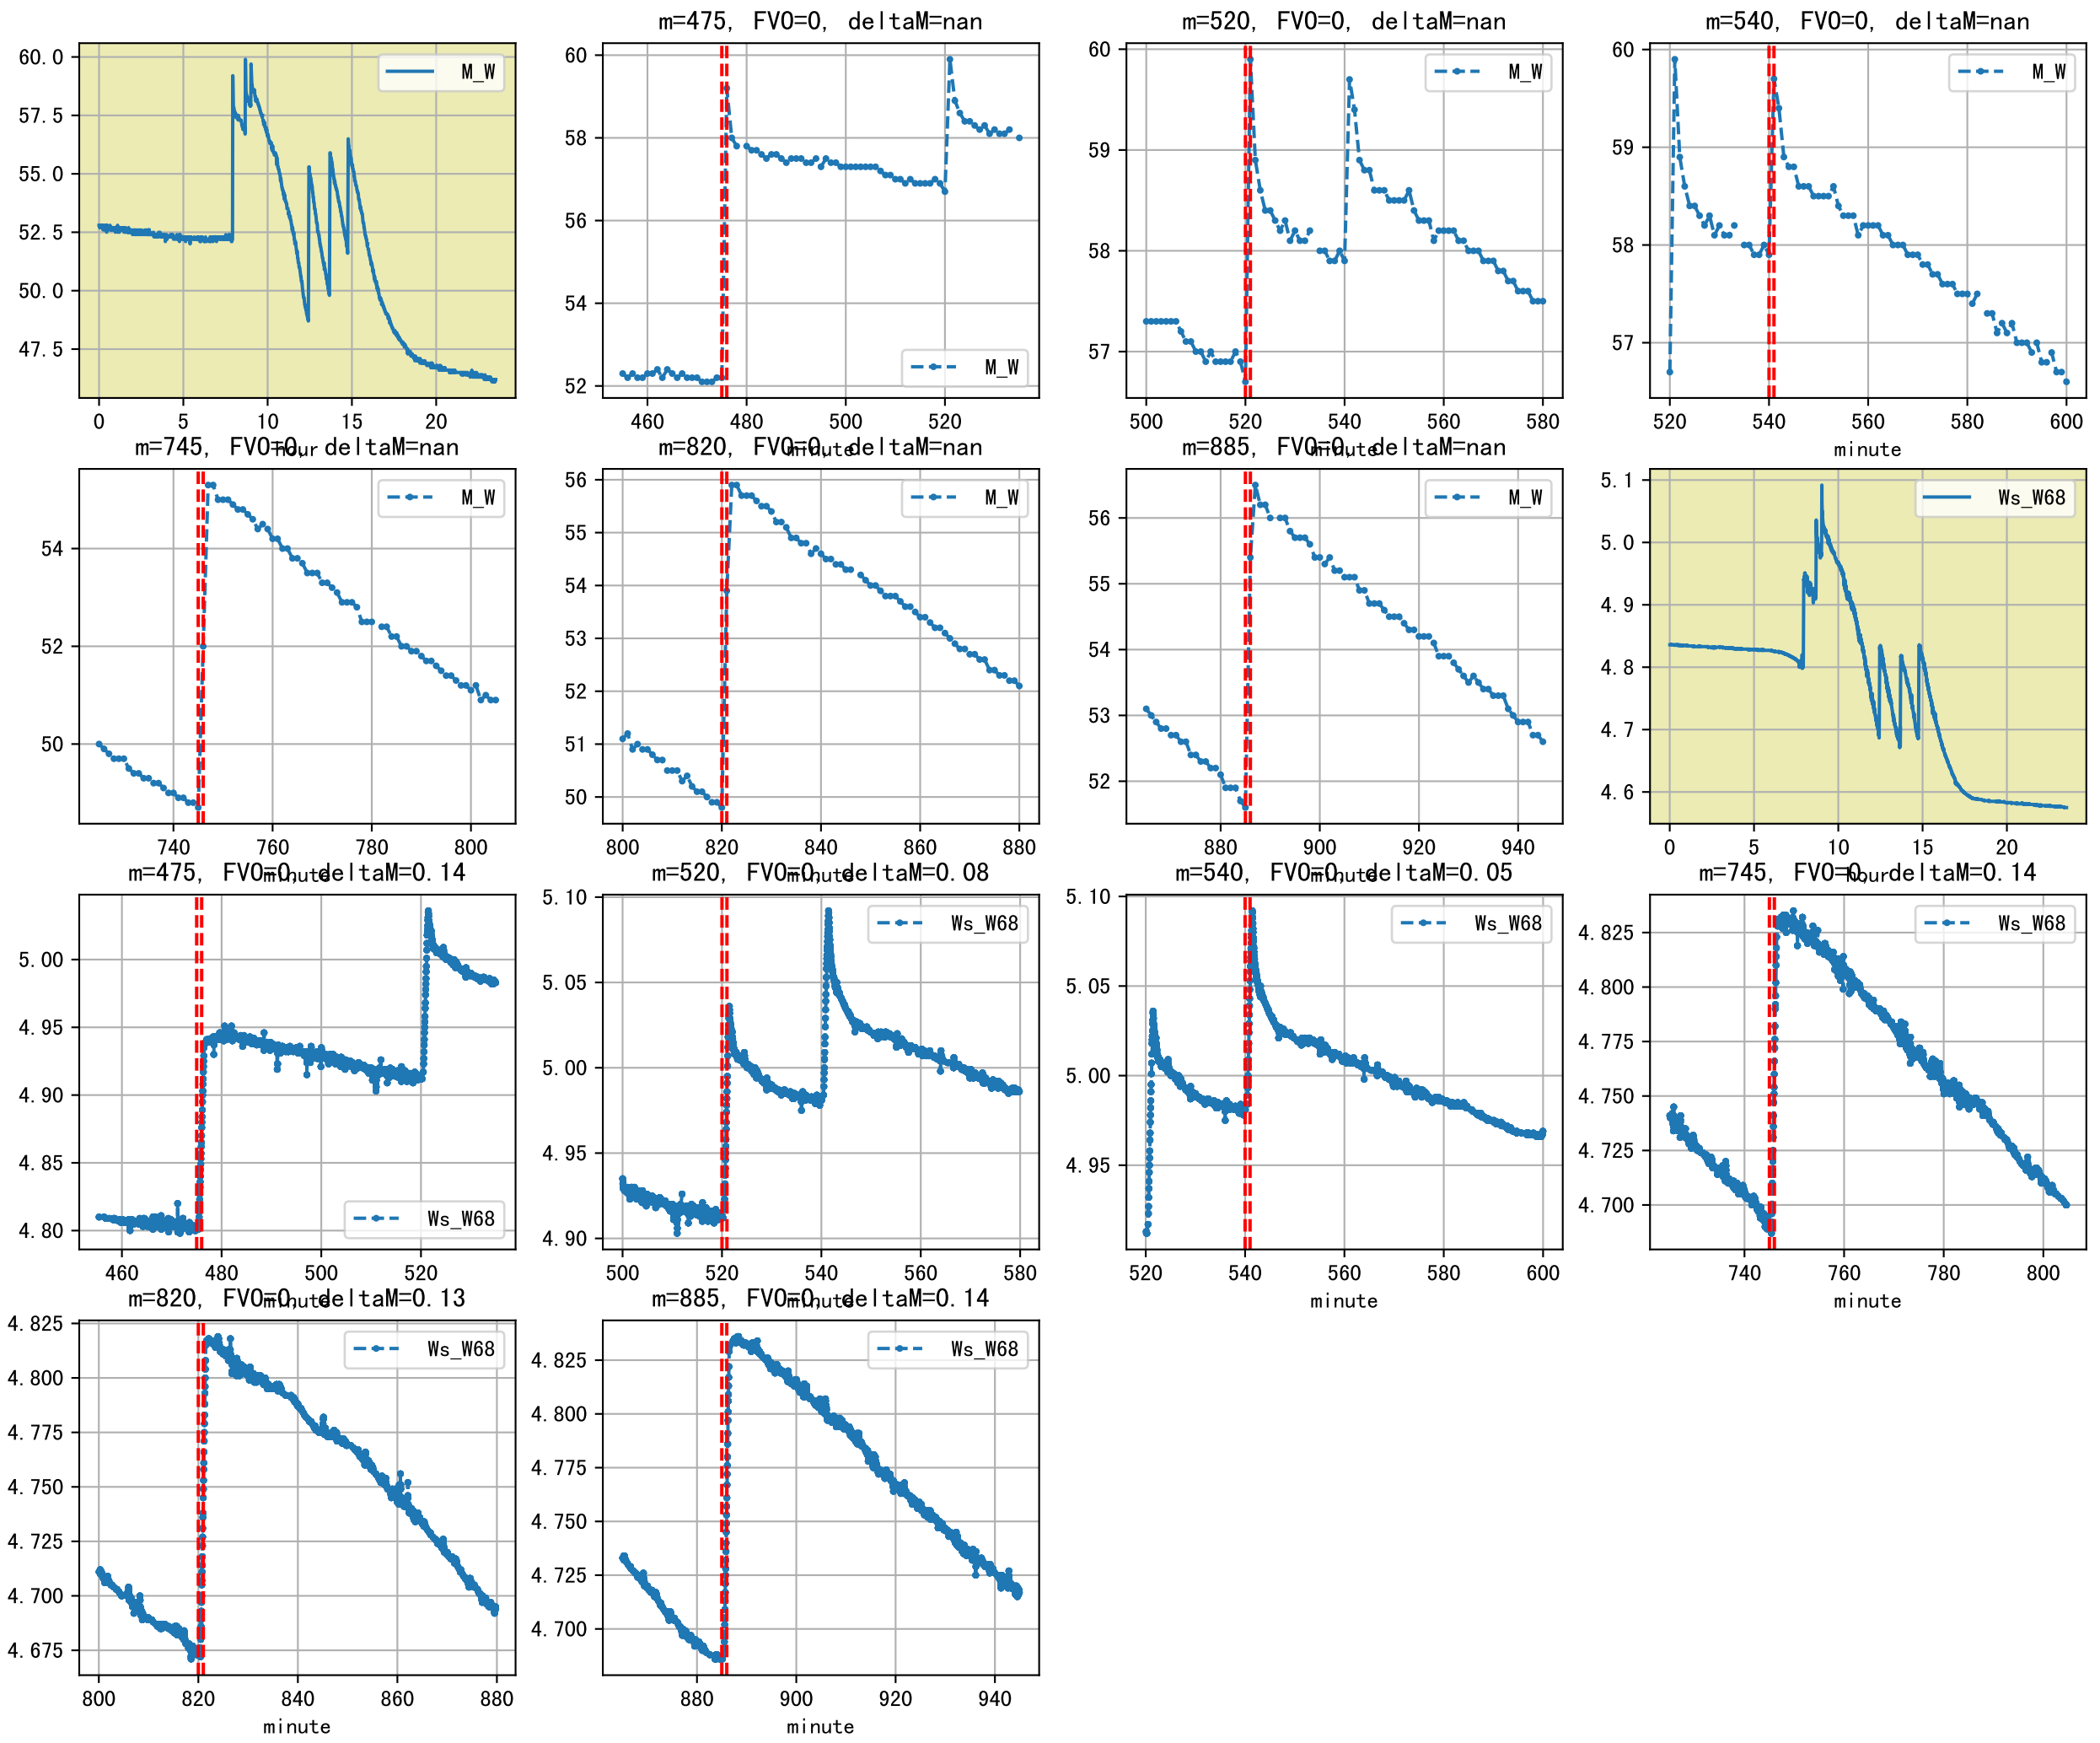 m=475, FVO=0, deltaM=nan
m=520, FVO=0, deltaM=nan
m=540, FVO=0, deltaM=nan
60.0
57.5
55.0
52.5
50.0
47.5
0 5 10 15 20
hour
M_W
60
58
56
54
52
460 480 500 520
minute
M_W
M_W
60
59
58
57
500 520 540 560 580
minute
M_W
60
59
58
57
520 540 560 580 600
minute
M_W
m=745, FVO=0, deltaM=nan
m=820, FVO=0, deltaM=nan
m=885, FVO=0, deltaM=nan
54
52
50
740 760 780 800
minute
M_W
56
55
54
53
52
51
50
800 820 840 860 880
minute
M_W
56
55
54
53
52
880 900 920 940
minute
M_W
5.1
5.0
4.9
4.8
4.7
4.6
0 5 10 15 20
hour
Ws_W68
m=475, FVO=0, deltaM=0.14
m=520, FVO=0, deltaM=0.08
m=540, FVO=0, deltaM=0.05
m=745, FVO=0, deltaM=0.14
5.00
4.95
4.90
4.85
4.80
460 480 500 520
minute
Ws_W68
5.10
5.05
5.00
4.95
4.90
500 520 540 560 580
minute
Ws_W68
5.10
5.05
5.00
4.95
520 540 560 580 600
minute
Ws_W68
4.825
4.800
4.775
4.750
4.725
4.700
740 760 780 800
minute
Ws_W68
m=820, FVO=0, deltaM=0.13
m=885, FVO=0, deltaM=0.14
4.825
4.800
4.775
4.750
4.725
4.700
4.675
800 820 840 860 880
minute
Ws_W68
4.825
4.800
4.775
4.750
4.725
4.700
880 900 920 940
minute
Ws_W68